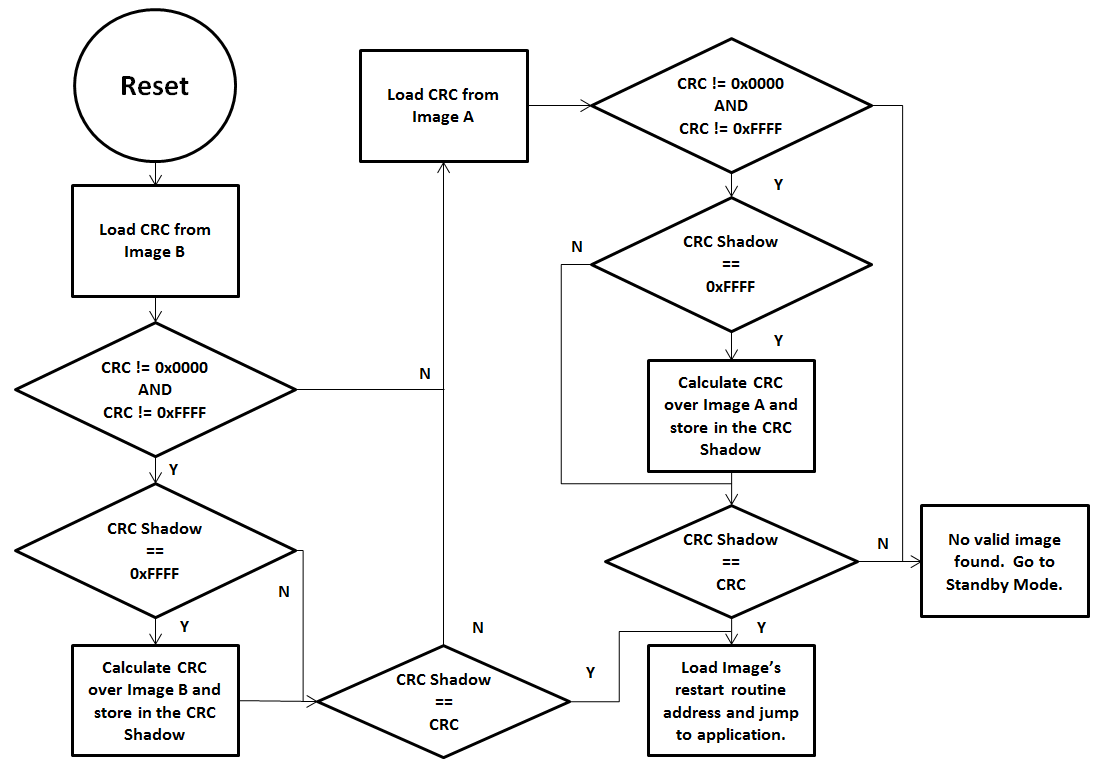 Reset
Load CRC from
Image B
CRC != 0x0000
AND
CRC != 0xFFFF
N
Y
CRC Shadow
==
0xFFFF
N
Y
Calculate CRC
over Image B and
store in the CRC
Shadow
N
CRC Shadow
==
CRC
Y
Load CRC from
Image A
CRC != 0x0000
AND
CRC != 0xFFFF
Y
N
CRC Shadow
==
0xFFFF
Y
Calculate CRC
over Image A and
store in the CRC
Shadow
CRC Shadow
==
CRC
N
Y
No valid image
found. Go to
Standby Mode.
Load Image’s
restart routine
address and jump
to application.